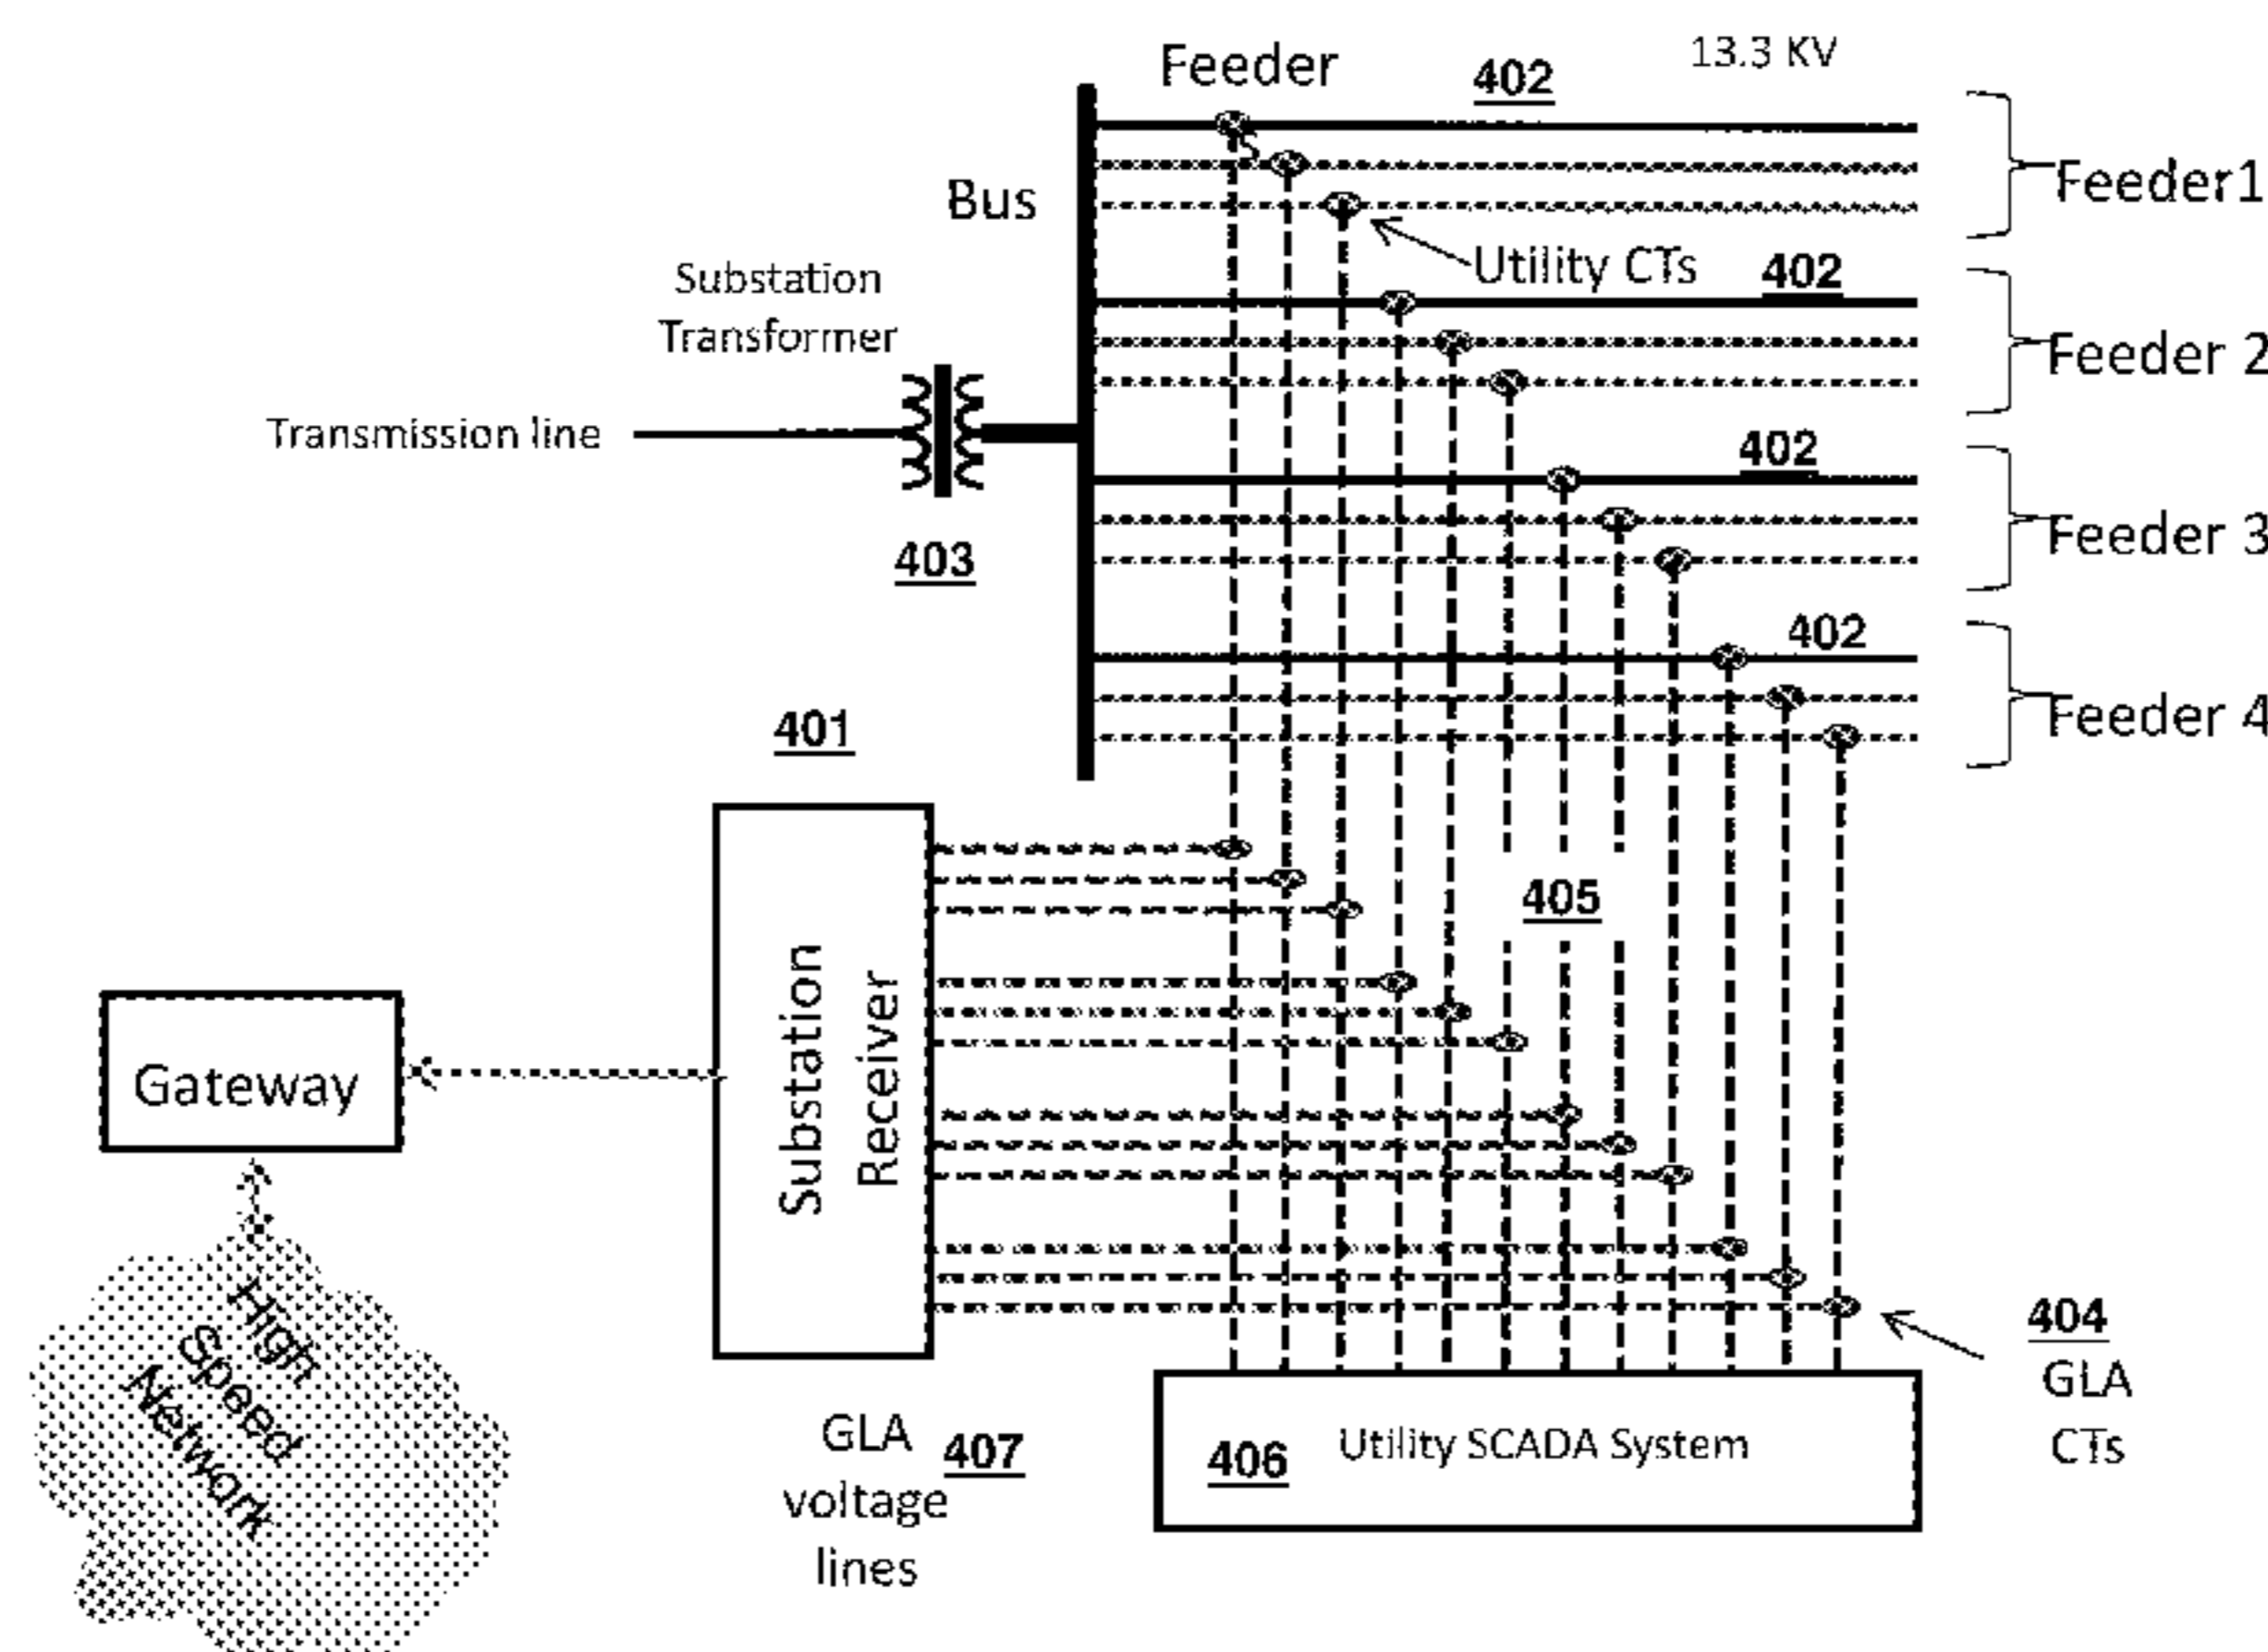 Feeder
402
13.3 KV
Feeder1
Bus
Utility CTs
402
Substation
Transformer
Feeder 2
Transmission line
402
Feeder 3
403
402
Feeder 4
401
405
Substation
Receiver
Gateway
High
Speed
Network
404
GLA
CTs
GLA
voltage
lines
407
406
Utility SCADA System